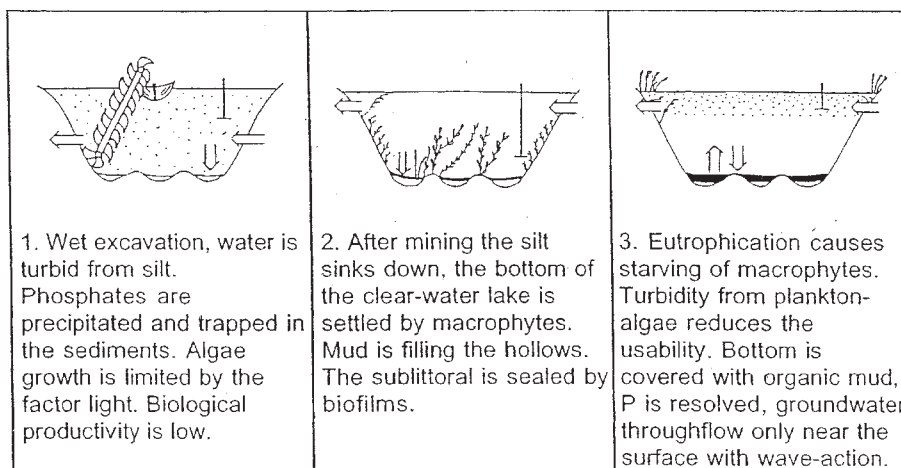 1. Wet excavation, water is
turbid from silt.
Phosphates are
precipitated and trapped in
the sediments. Algae
growth is limited by the
factor light. Biological
productivity is low.
2. After mining the silt
sinks down, the bottom of
the clear-water lake is
settled by macrophytes.
Mud is filling the hollows.
The sublittoral is sealed by
biofilms.
3. Eutrophication causes
starving of macrophytes.
Turbidity from plankton-
algae reduces the
usability. Bottom is
covered with organic mud,
P is resolved, groundwater
throughflow only near the
surface with wave-action.